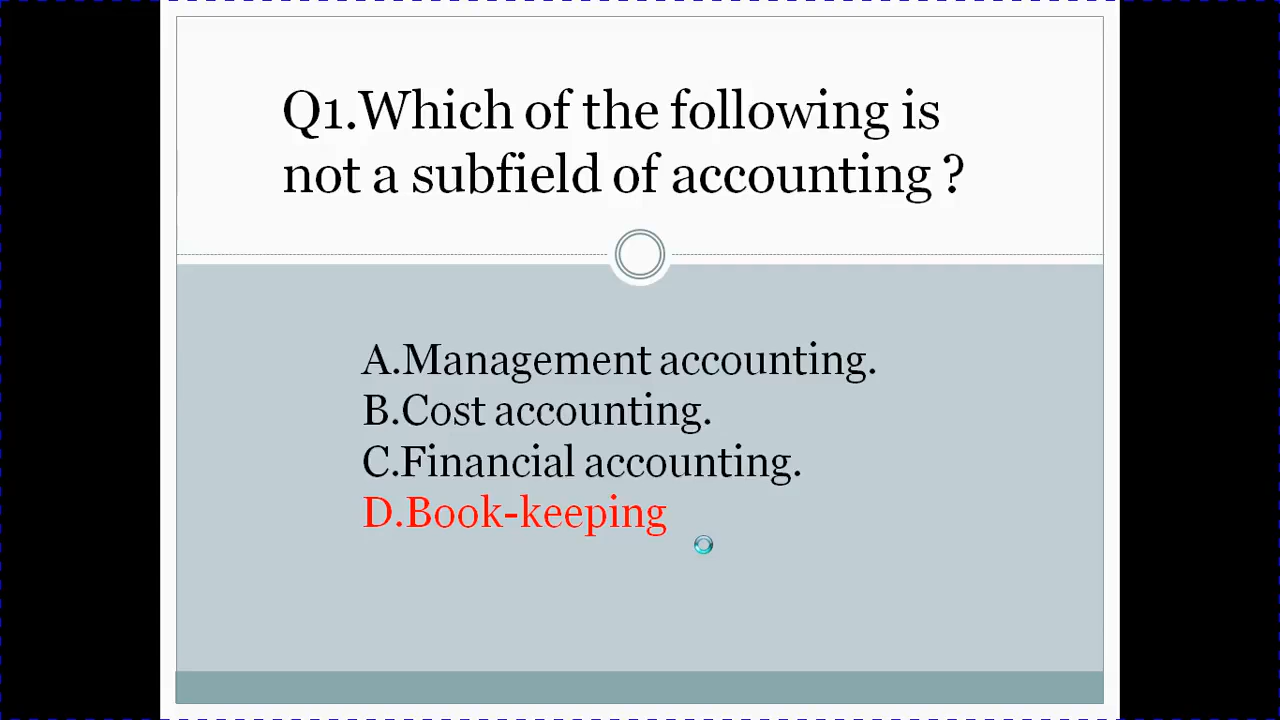 Q1.Which of the following is
not a subfield of accounting ?
A.Management accounting.
B.Cost accounting.
C.Financial accounting.
D.Book-keeping